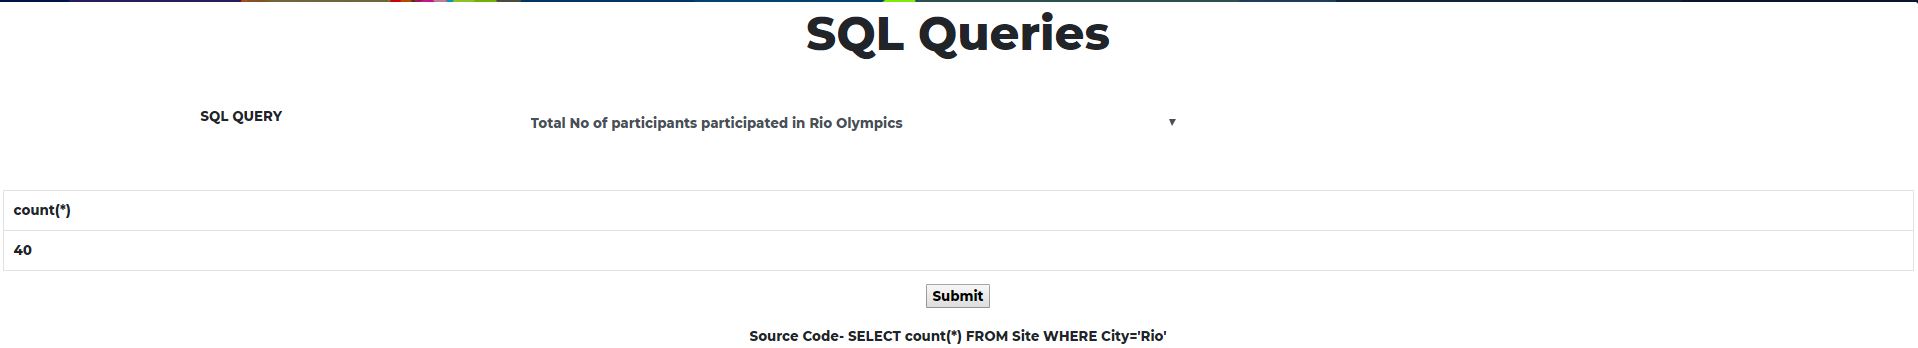 SQL Queries
SQL QUERY
Total No of participants participated in Rio Olympics
count(*)
40
Submit
Source Code- SELECT count(*) FROM Site WHERE City='Rio'